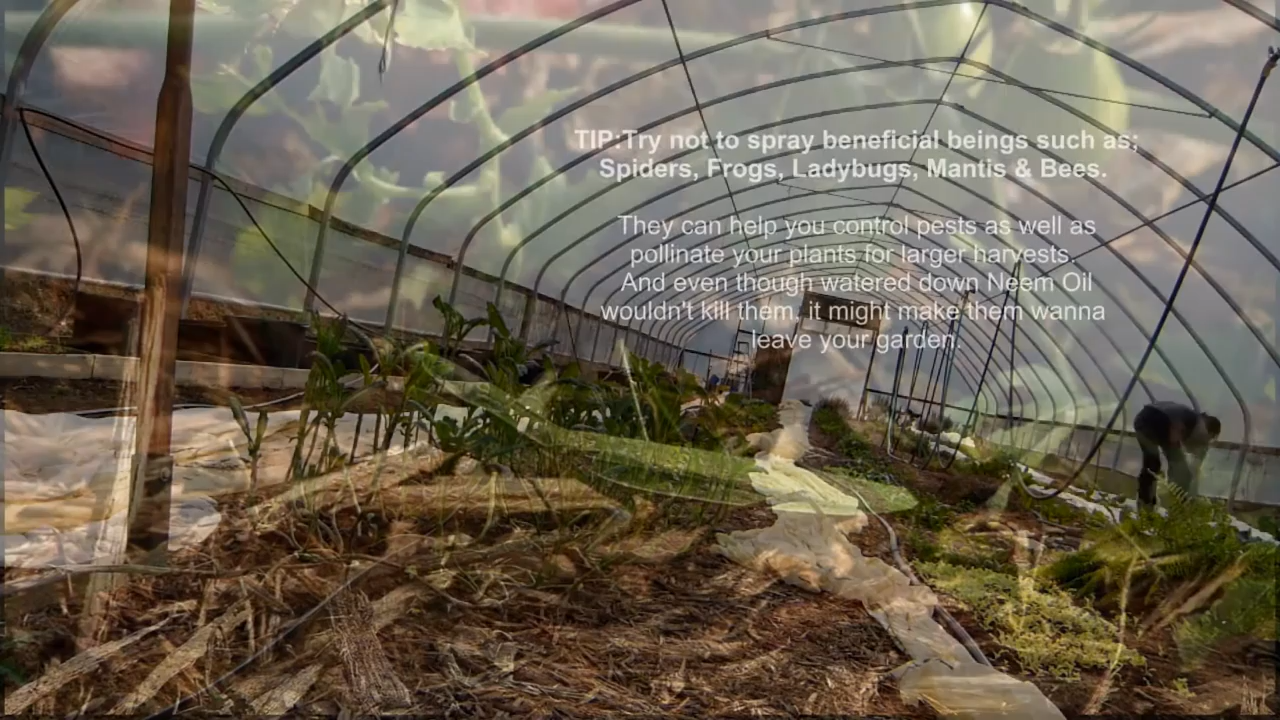 TIP:Try not to spray beneficial beings such as;
Spiders, Frogs, Ladybugs, Mantis & Bees.
They can help you control pests as well as
pollinate your plants for larger harvests.
And even though watered down Neem Oil
wouldn't kill them. it might make them wanna
leave your garden.